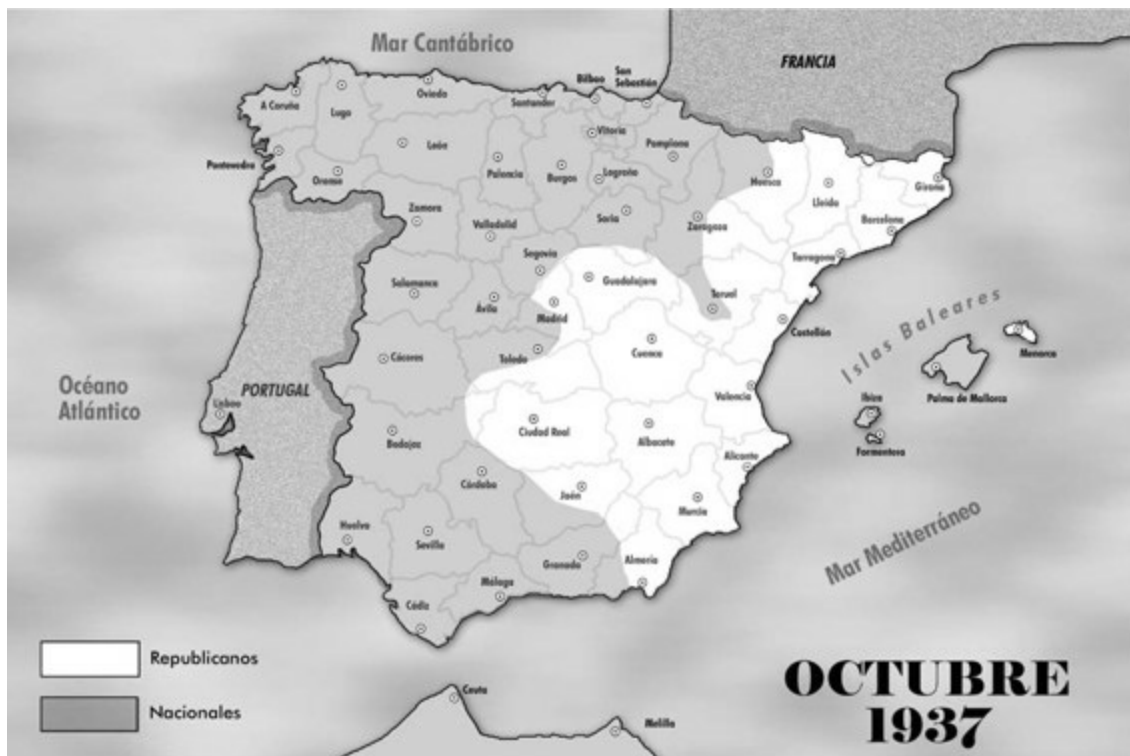 Mar Cantábrico
FRANCIA
San
Sebastián
Bilbao
A Coruña
Lugo
Oviedo
Santander
Vitoria
Pamplona
Pontevedra
León
Palencia
Burgos
Logroño
Huesca
Girona
Orense
Lleida
Zamora
Valladolid
Soria
Zaragoza
Barcelona
Segovia
Tarragona
Salamanca
Ávila
Guadalajara
Madrid
Teruel
Castellón
Islas Baleares
Menorca
Cáceres
Toledo
Cuenca
Palma de Mallorca
Océano
Atlántico
PORTUGAL
Lisboa
Valencia
Ibiza
Badajoz
Ciudad Real
Albacete
Formentera
Alicante
Córdoba
Jaén
Murcia
Huelva
Sevilla
Granada
Almería
Mar Mediterráneo
Málaga
Cádiz
Republicanos
Nacionales
Ceuta
Melilla
OCTUBRE
1937